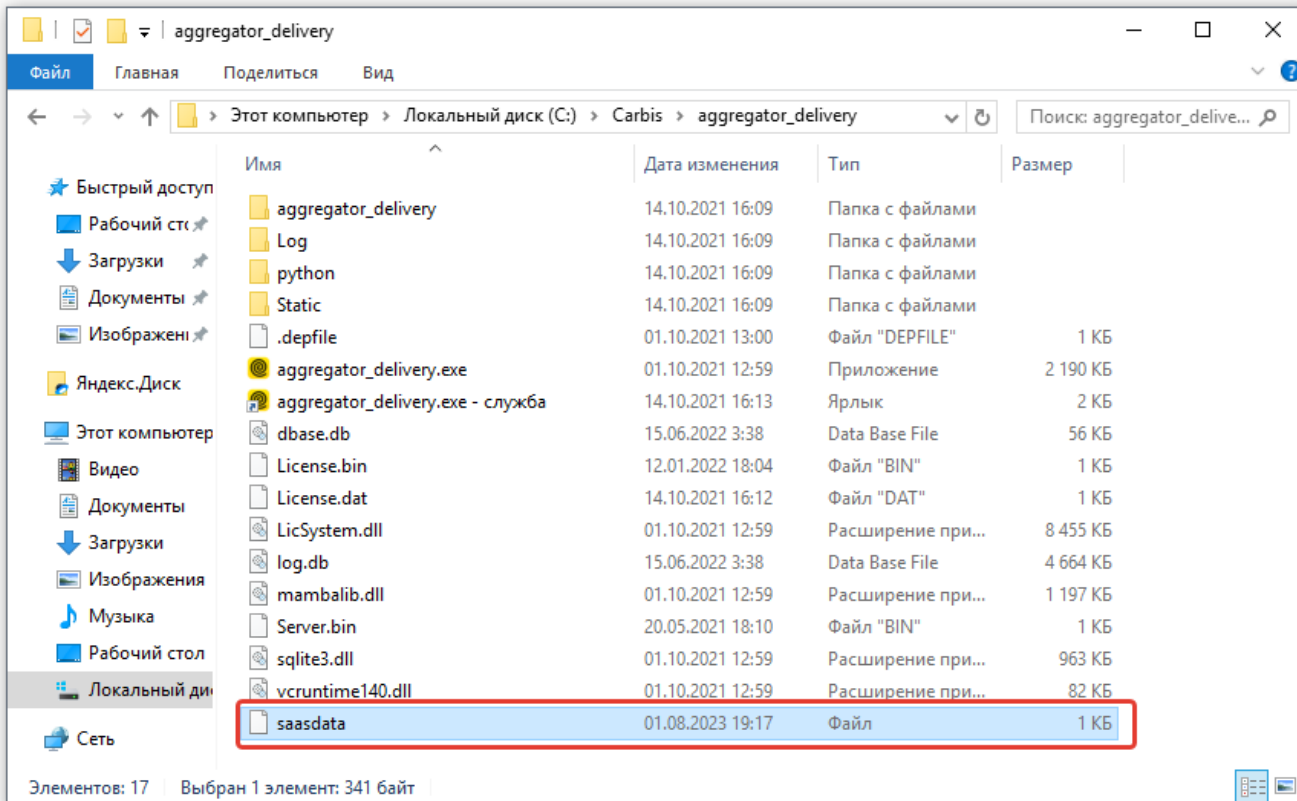 aggregator_delivery
Файл Главная Поделиться Вид
Этот компьютер Локальный диск (C:) Carbis aggregator_delivery Поиск: aggregator_delive...
Имя Дата изменения Тип Размер
Быстрый доступ
Рабочий сто
Загрузки
Документы
Изображени
Яндекс.Диск
Этот компьютер
Видео
Документы
Загрузки
Изображения
Музыка
Рабочий стол
Локальный дис
Сеть
aggregator_delivery 14.10.2021 16:09 Папка с файлами
Log 14.10.2021 16:09 Папка с файлами
python 14.10.2021 16:09 Папка с файлами
Static 14.10.2021 16:09 Папка с файлами
.depfile 01.10.2021 13:00 Файл "DEPFILE" 1 КБ
aggregator_delivery.exe 01.10.2021 12:59 Приложение 2 190 КБ
aggregator_delivery.exe - служба 14.10.2021 16:13 Ярлык 2 КБ
dbase.db 15.06.2022 3:38 Data Base File 56 КБ
License.bin 12.01.2022 18:04 Файл "BIN" 1 КБ
License.dat 14.10.2021 16:12 Файл "DAT" 1 КБ
LicSystem.dll 01.10.2021 12:59 Расширение при... 8 455 КБ
log.db 15.06.2022 3:38 Data Base File 4 664 КБ
mambalib.dll 01.10.2021 12:59 Расширение при... 1 197 КБ
Server.bin 20.05.2021 18:10 Файл "BIN" 1 КБ
sqlite3.dll 01.10.2021 12:59 Расширение при... 963 КБ
vcruntime140.dll 01.10.2021 12:59 Расширение при... 82 КБ
saasdata 01.08.2023 19:17 Файл 1 КБ
Элементов: 17 Выбран 1 элемент: 341 байт